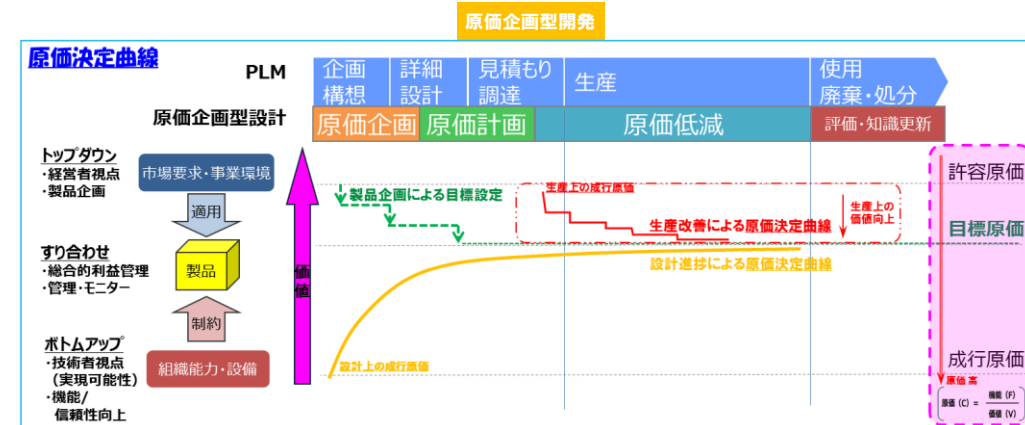 原価企画型開発
原価決定曲線
PLM
企画
構想
詳細
設計
見積もり
調達
生産
使用
廃棄・処分
原価企画型設計
原価企画
原価計画
原価低減
評価・知識更新
トップダウン
・経営者視点
・製品企画
市場要求・事業環境
適用
すり合わせ
・総合的利益管理
・管理・モニター
製品
制約
ボトムアップ
・技術者視点
(実現可能性)
・機能/
信頼性向上
組織能力・設備
価値
製品企画による目標設定
生産上の成行原価
生産改善による原価決定曲線
生産上の
価値向上
設計進捗による原価決定曲線
設計上の成行原価
許容原価
目標原価
成行原価
原価高
原価 (C) = 機能 (F)
価値 (V)